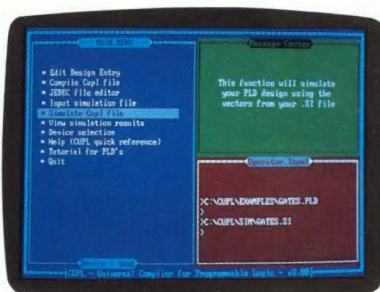 MAIN MENU
* Edit Design Entry
* Compile Cupl file
* JEDEC file editor
* Input simulation file
* Simulate Cupl file
* View simulation results
* Device selection
* Help (CUPL quick reference)
* Tutorial for PLD's
* Quit
Message Center
This function will simulate
your PLD design using the
vectors from your .SI file
Operator Input
>C:\CUPL\EXAMPLES\GATES.PLD
>
>C:\CUPL\SIM\GATES.SI
>
CUPL - Universal Compiler for Programmable Logic -